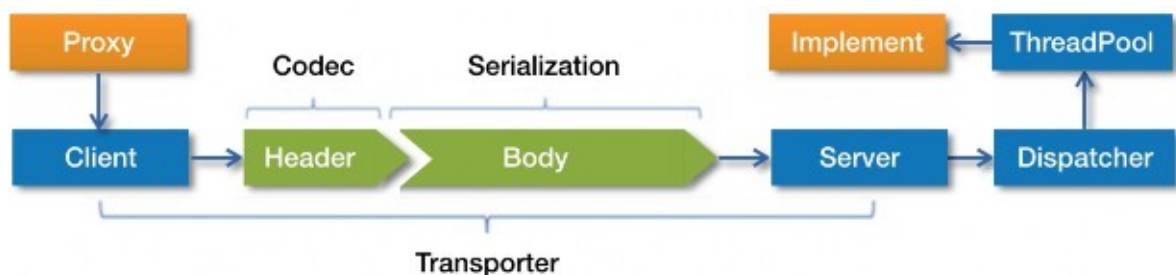 Proxy
Implement
ThreadPool
Codec
Serialization
Client
Header
Body
Server
Dispatcher
Transporter